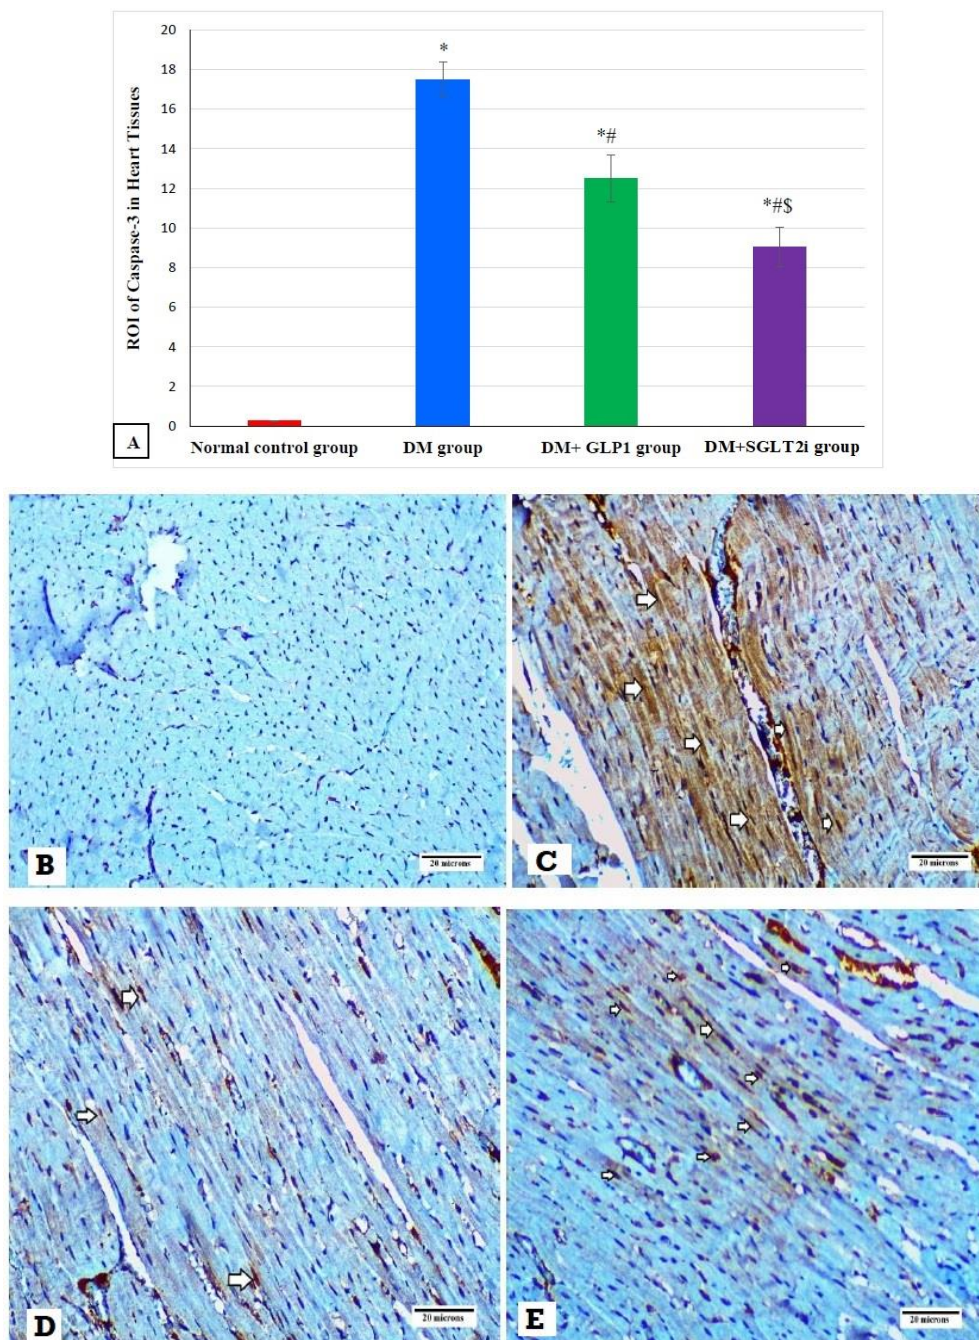 20
18
16
14
12
10
8
6
4
2
0
ROI of Caspase-3 in Heart Tissues
*
*#
*#$
Normal control group
DM group
DM+ GLP1 group
DM+SGLT2i group
A
B
20 microns
C
20 microns
D
20 microns
E
20 microns